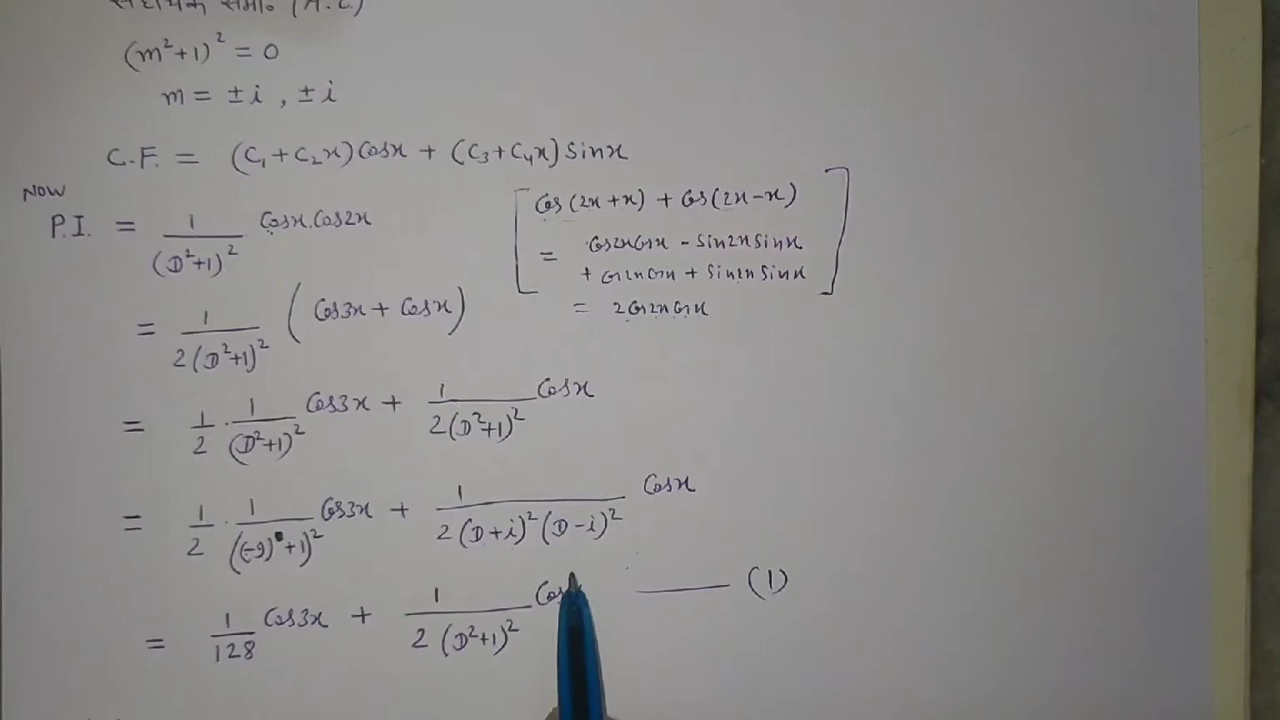 (m²+1)² = 0
m = ±i, ±i
C.F. = (C₁+C₂x)Cosx + (C₃+C₄x)Sinx
Now
P.I. = 1/(D²+1)² Cosx.Cos2x
= 1/2(D²+1)² (Cos3x + Cosx)
= 1/2 . 1/(D²+1)² Cos3x + 1/2(D²+1)² Cosx
= 1/2 . 1/((-9)+1)² Cos3x + 1/2(D+i)²(D-i)² Cosx
= 1/128 Cos3x + 1/2(D²+1)² ——— (1)
[Cos(2x+x) + Cos(2x-x)
= Cos2xCosx - Sin2xSinx
+ Cos2xCosx + Sin2xSinx]
= 2Cos2xCosx